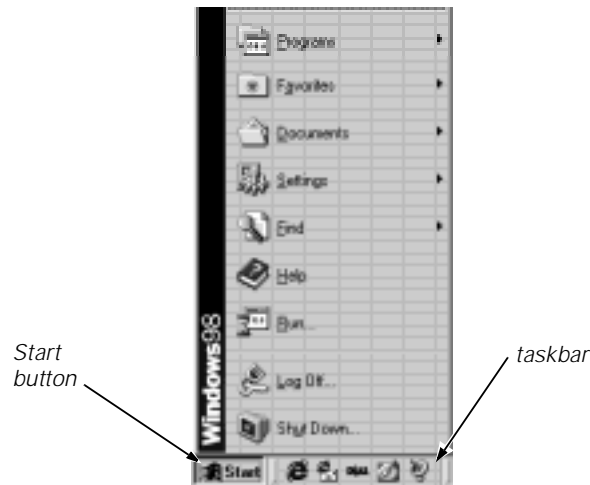 Programs
Favorites
Documents
Settings
Find
Help
Run...
Log Off...
Shut Down...
Windows98
Start
button
taskbar
Start